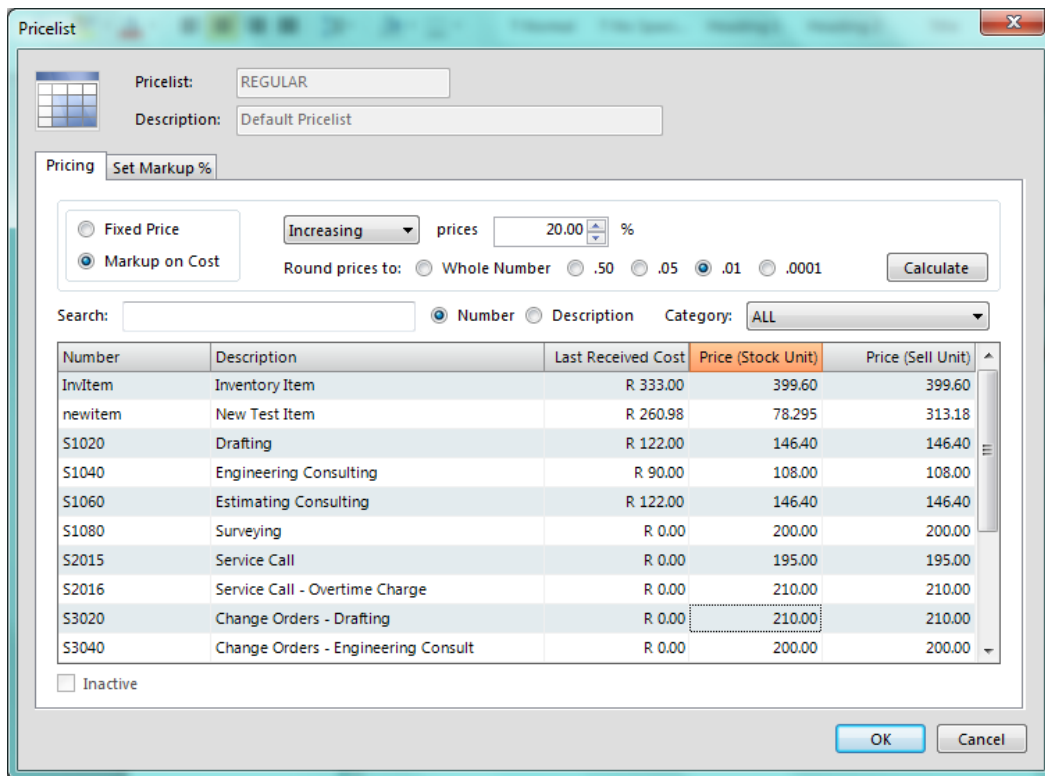 Pricelist
Pricelist: REGULAR
Description: Default Pricelist
Pricing Set Markup %
Fixed Price
Markup on Cost
Increasing prices 20.00 %
Round prices to: Whole Number .50 .05 .01 .0001 Calculate
Search: Number Description Category: ALL
Number Description Last Received Cost Price (Stock Unit) Price (Sell Unit)
InvItem Inventory Item R 333.00 399.60 399.60
newitem New Test Item R 260.98 78.295 313.18
S1020 Drafting R 122.00 146.40 146.40
S1040 Engineering Consulting R 90.00 108.00 108.00
S1060 Estimating Consulting R 122.00 146.40 146.40
S1080 Surveying R 0.00 200.00 200.00
S2015 Service Call R 0.00 195.00 195.00
S2016 Service Call - Overtime Charge R 0.00 210.00 210.00
S3020 Change Orders - Drafting R 0.00 210.00 210.00
S3040 Change Orders - Engineering Consult R 0.00 200.00 200.00
Inactive
OK Cancel